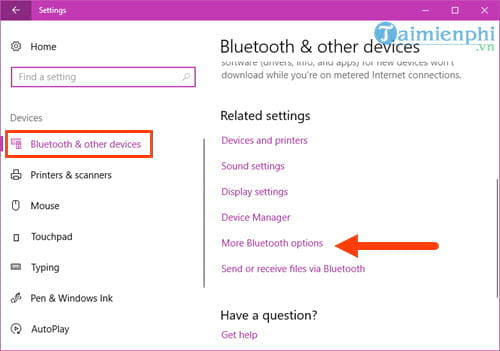 Settings
Home
Find a setting
Devices
Bluetooth & other devices
Printers & scanners
Mouse
Touchpad
Typing
Pen & Windows Ink
AutoPlay
Taimienphi
.vn
Bluetooth & other devices
software (drivers, info, and apps) for new devices won't
download while you're on metered Internet connections.
Related settings
Devices and printers
Sound settings
Display settings
Device Manager
More Bluetooth options
Send or receive files via Bluetooth
Have a question?
Get help